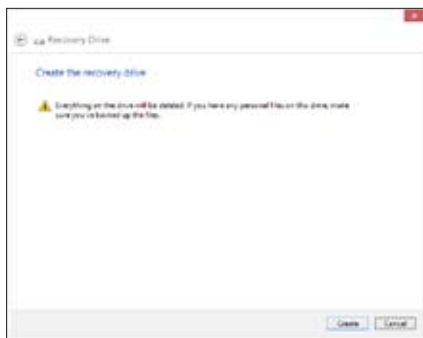 Recovery Drive
Create the recovery drive
Everything on the drive will be deleted. If you have any personal files on this drive, make
sure you've backed up the files.
Create Cancel